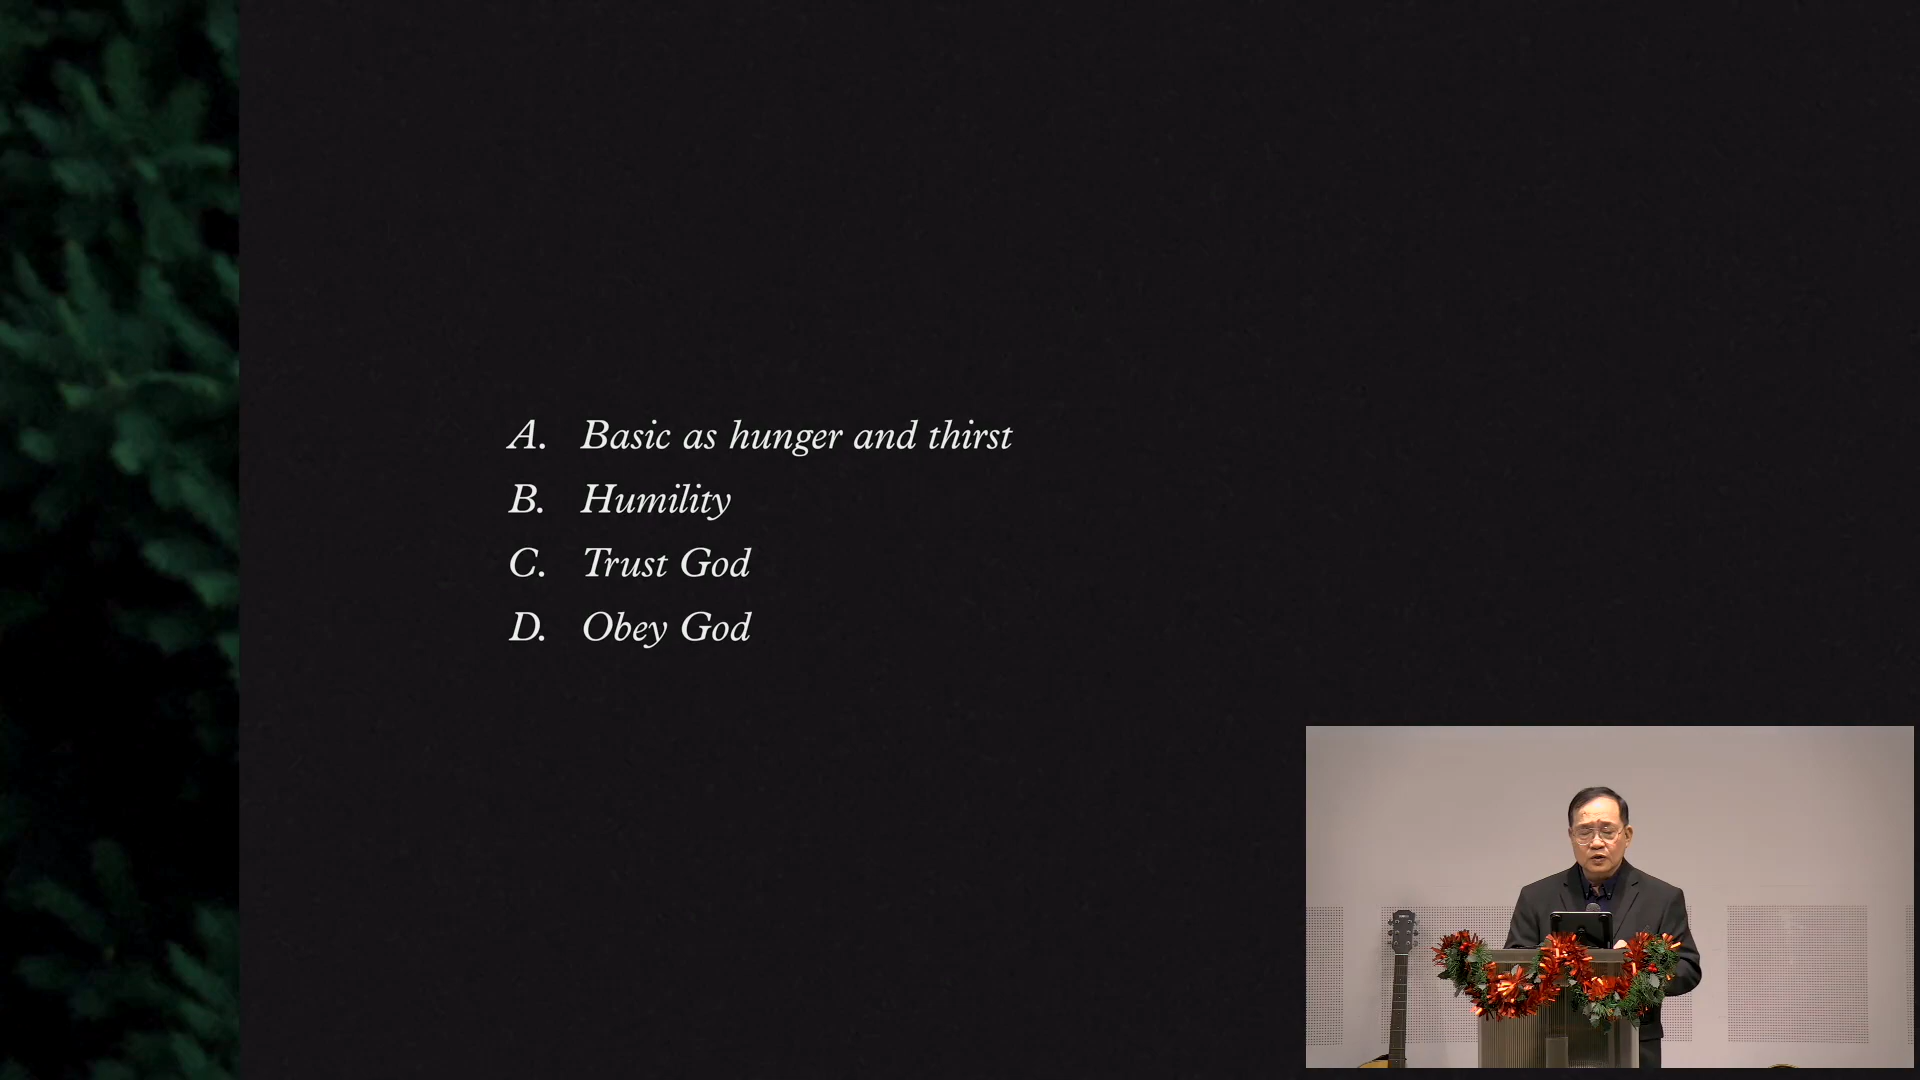 A. Basic as hunger and thirst
B. Humility
C. Trust God
D. Obey God